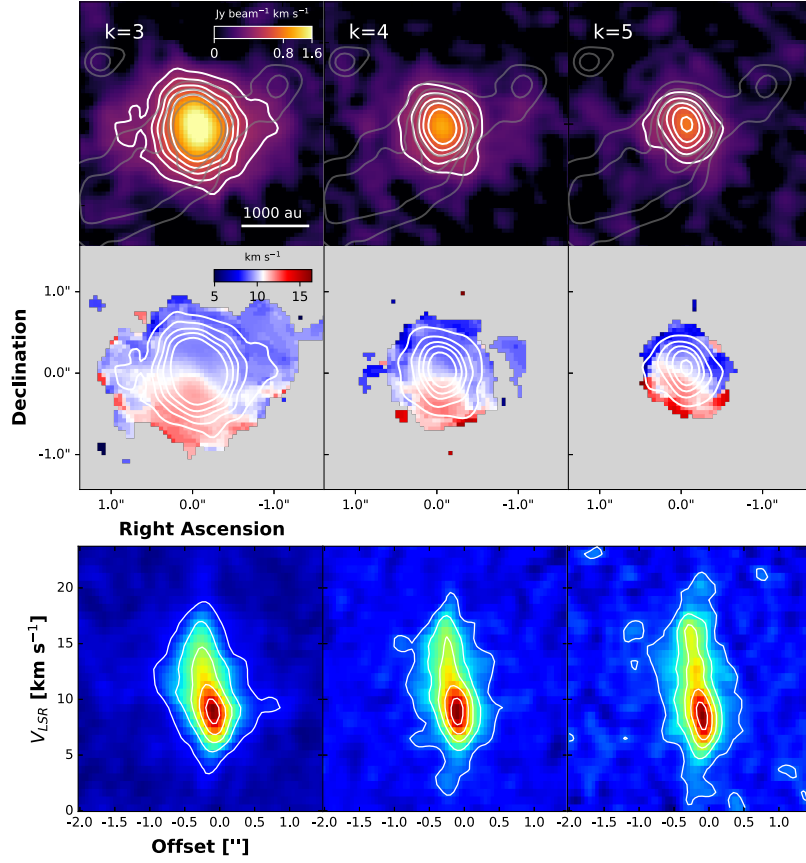 k=3
Jy beam⁻¹ km s⁻¹
0 0.8 1.6
k=4
k=5
1000 au
km s⁻¹
5 10 15
1.0"
0.0"
-1.0"
Declination
1.0" 0.0" -1.0" 1.0" 0.0" -1.0" 1.0" 0.0" -1.0"
Right Ascension
20
15
10
5
0
V_LSR [km s⁻¹]
-2.0 -1.5 -1.0 -0.5 0.0 0.5 1.0 -2.0 -1.5 -1.0 -0.5 0.0 0.5 1.0 -2.0 -1.5 -1.0 -0.5 0.0 0.5 1.0
Offset ["]